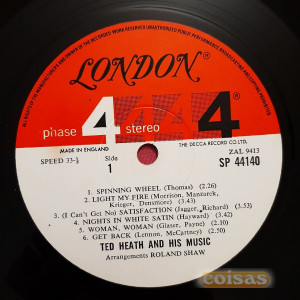 ALL RIGHTS OF THE MANUFACTURER AND OF THE OWNER OF THE RECORDED WORK RESERVED. UNAUTHORISED PUBLIC PERFORMANCE, BROADCASTING AND COPYING OF THIS RECORD PROHIBITED
LONDON
phase 4 stereo 4 4 4
MADE IN ENGLAND THE DECCA RECORD CO. LTD.
ZAL 9413
SPEED 33⅓ Side 1 SP 44140
1. SPINNING WHEEL (Thomas) (2.26)
2. LIGHT MY FIRE (Morrison, Manzurek,
Krieger, Densmore) (3.43)
3. (I Can't Get No) SATISFACTION (Jagger, Richard) (3.53)
4. NIGHTS IN WHITE SATIN (Hayward) (3.42)
5. WOMAN, WOMAN (Glaser, Payne) (2.51)
6. GET BACK (Lennon, McCartney) (2.50)
TED HEATH AND HIS MUSIC
Arrangements ROLAND SHAW
coisas